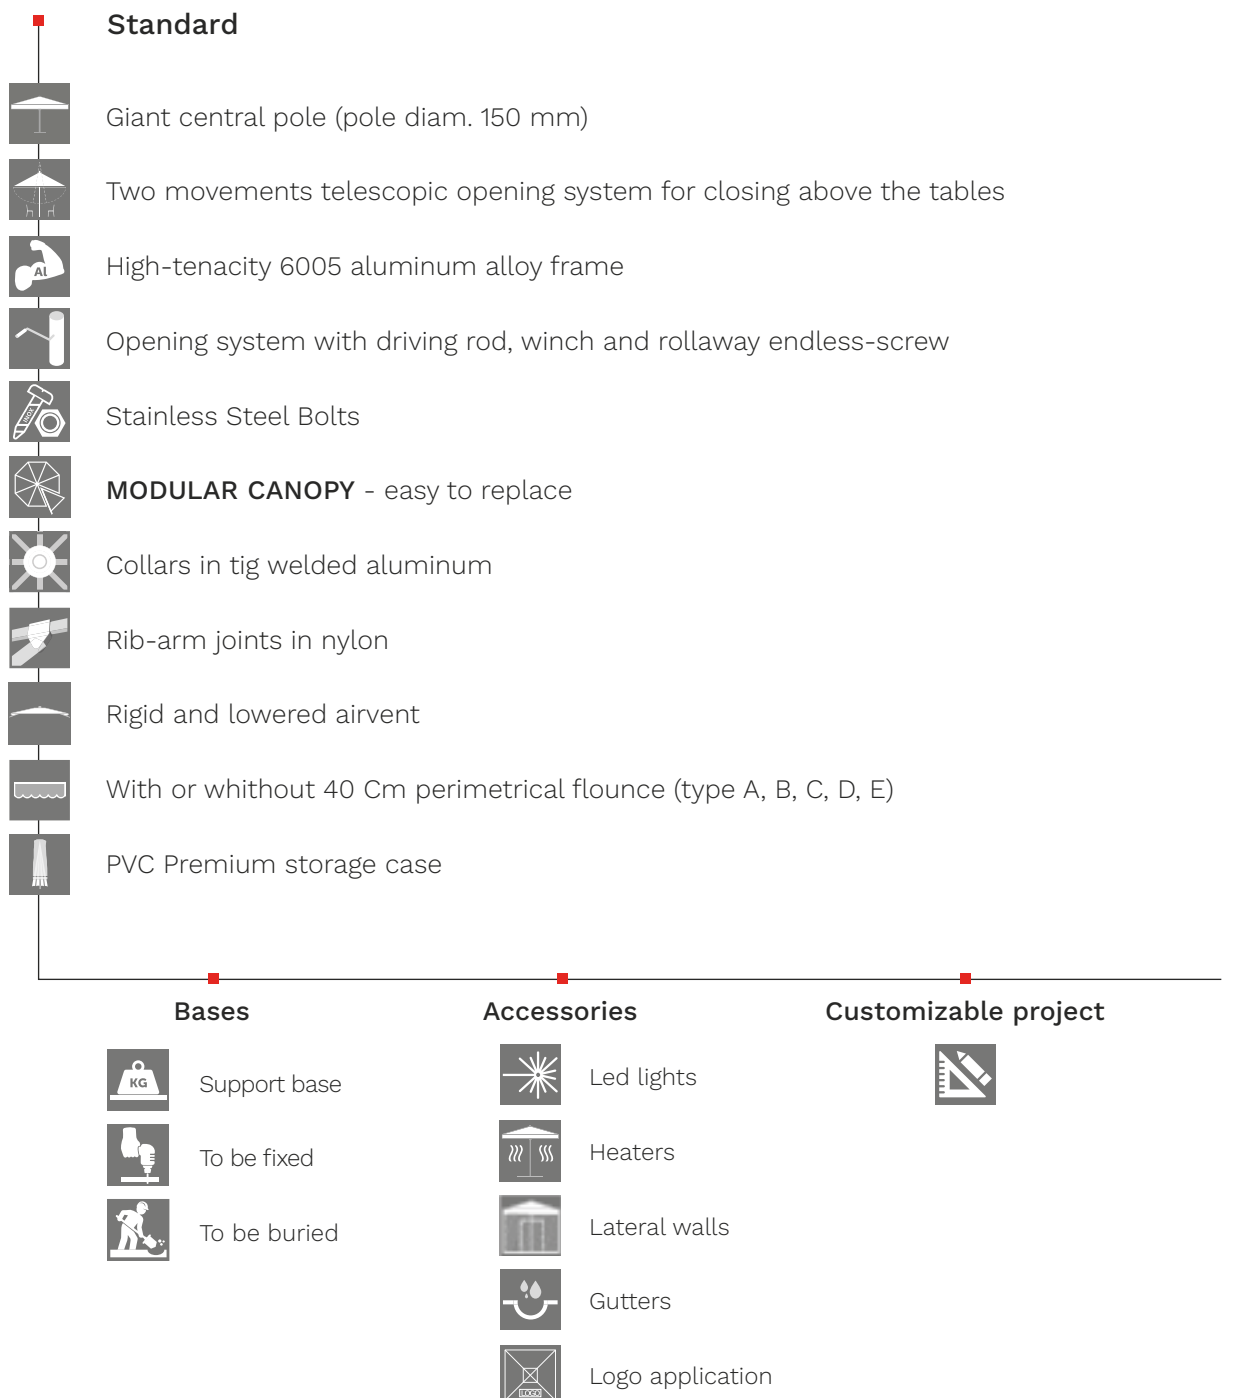 Standard
Giant central pole (pole diam. 150 mm)
Two movements telescopic opening system for closing above the tables
Al
High-tenacity 6005 aluminum alloy frame
Opening system with driving rod, winch and rollaway endless-screw
INOX
Stainless Steel Bolts
MODULAR CANOPY - easy to replace
Collars in tig welded aluminum
Rib-arm joints in nylon
Rigid and lowered airvent
With or whithout 40 Cm perimetrical flounce (type A, B, C, D, E)
PVC Premium storage case
Bases
KG
Support base
To be fixed
To be buried
Accessories
Led lights
Heaters
Lateral walls
Gutters
LOGO
Logo application
Customizable project